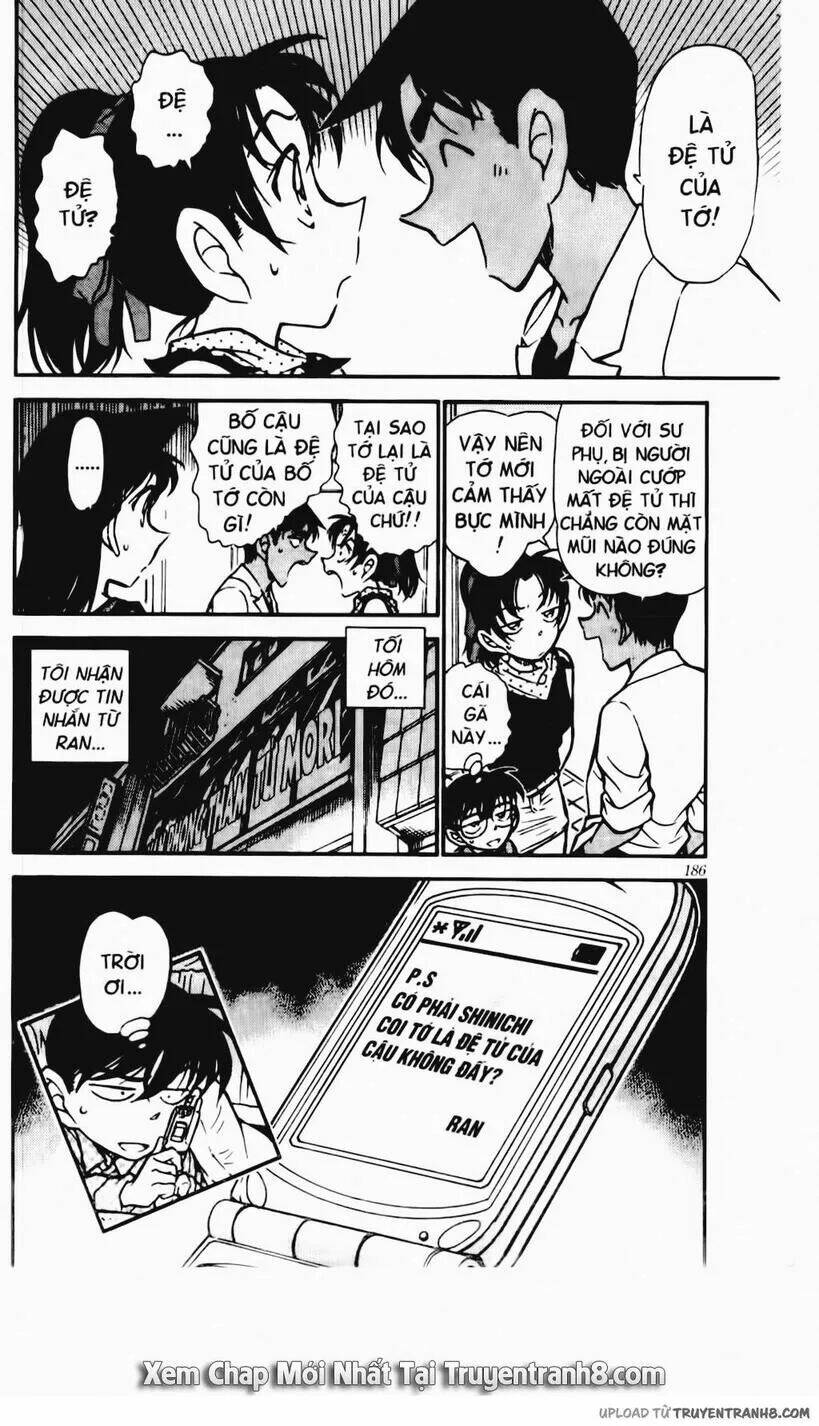 LÀ
ĐỆ TỬ
CỦA
TỚ!
ĐỆ
...
ĐỆ
TỬ?
ĐỐI VỚI SƯ
PHỤ, BỊ NGƯỜI
NGOÀI CƯỚP
MẤT ĐỆ TỬ THÌ
CHẲNG CÒN MẶT
MŨI NÀO ĐÚNG
KHÔNG?
VẬY NÊN
TỚ MỚI
CẢM THẤY
BỰC MÌNH
!
CÁI
GÃ
NÀY...
TẠI SAO
TỚ LẠI LÀ
ĐỆ TỬ
CỦA CẬU
CHỨ!!
BỐ CẬU
CŨNG LÀ ĐỆ
TỬ CỦA BỐ
TỚ CÒN
GÌ!
.....
TỐI
HÔM
ĐÓ...
TÔI NHẬN
ĐƯỢC TIN
NHẮN TỪ
RAN...
PHÒNG THÁM TỬ MORI
186
P.S
CÓ PHẢI SHINICHI
COI TỚ LÀ ĐỆ TỬ CỦA
CẬU KHÔNG ĐẤY?
RAN
TRỜI
ƠI...
Xem Chap Mới Nhất Tại Truyentranh8.com
UPLOAD TỪ TRUYENTRANH8.COM